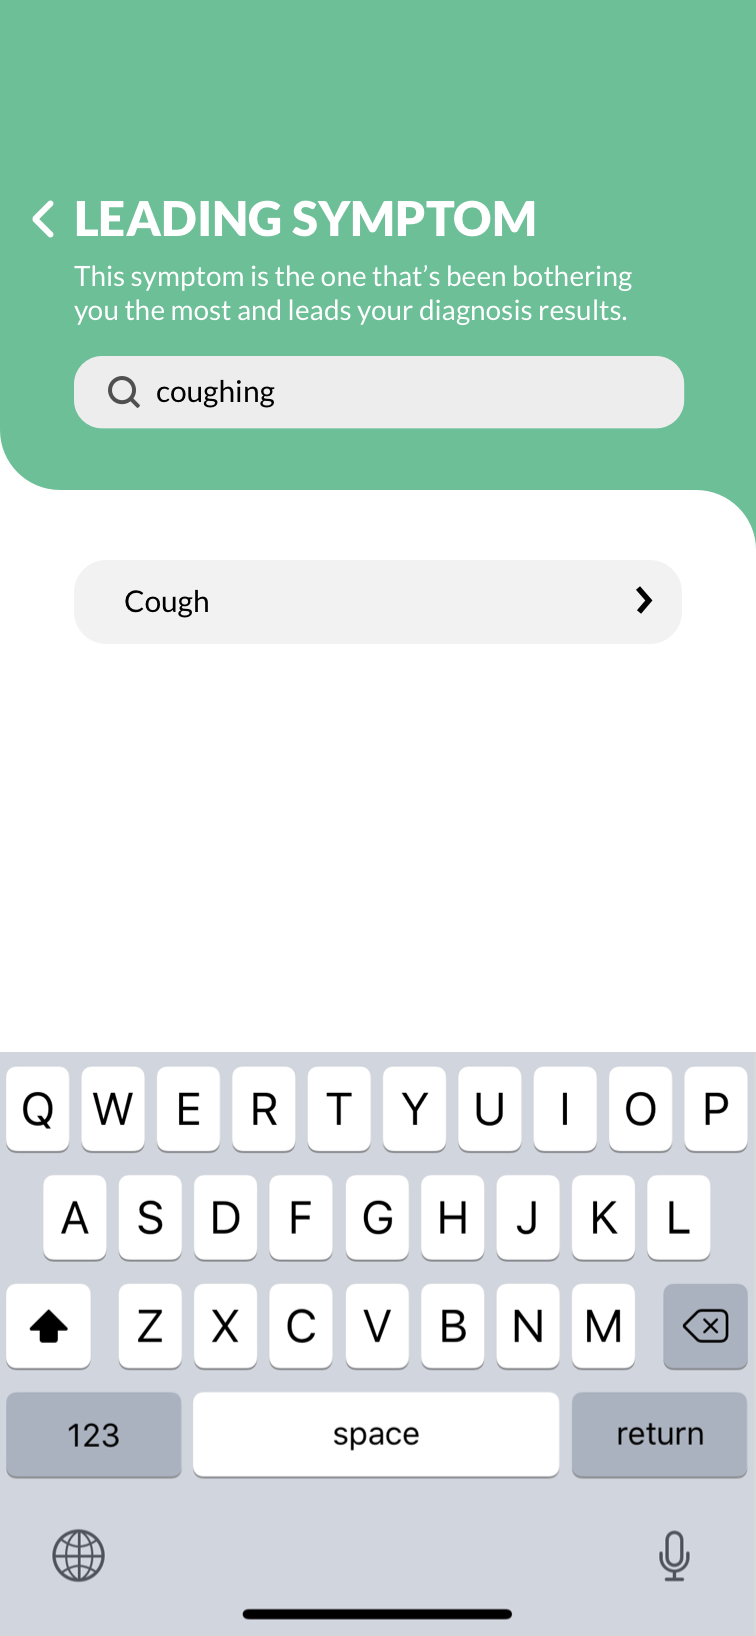 LEADING SYMPTOM
This symptom is the one that’s been bothering
you the most and leads your diagnosis results.
coughing
Cough
Q W E R T Y U I O P
A S D F G H J K L
Z X C V B N M
123 space return